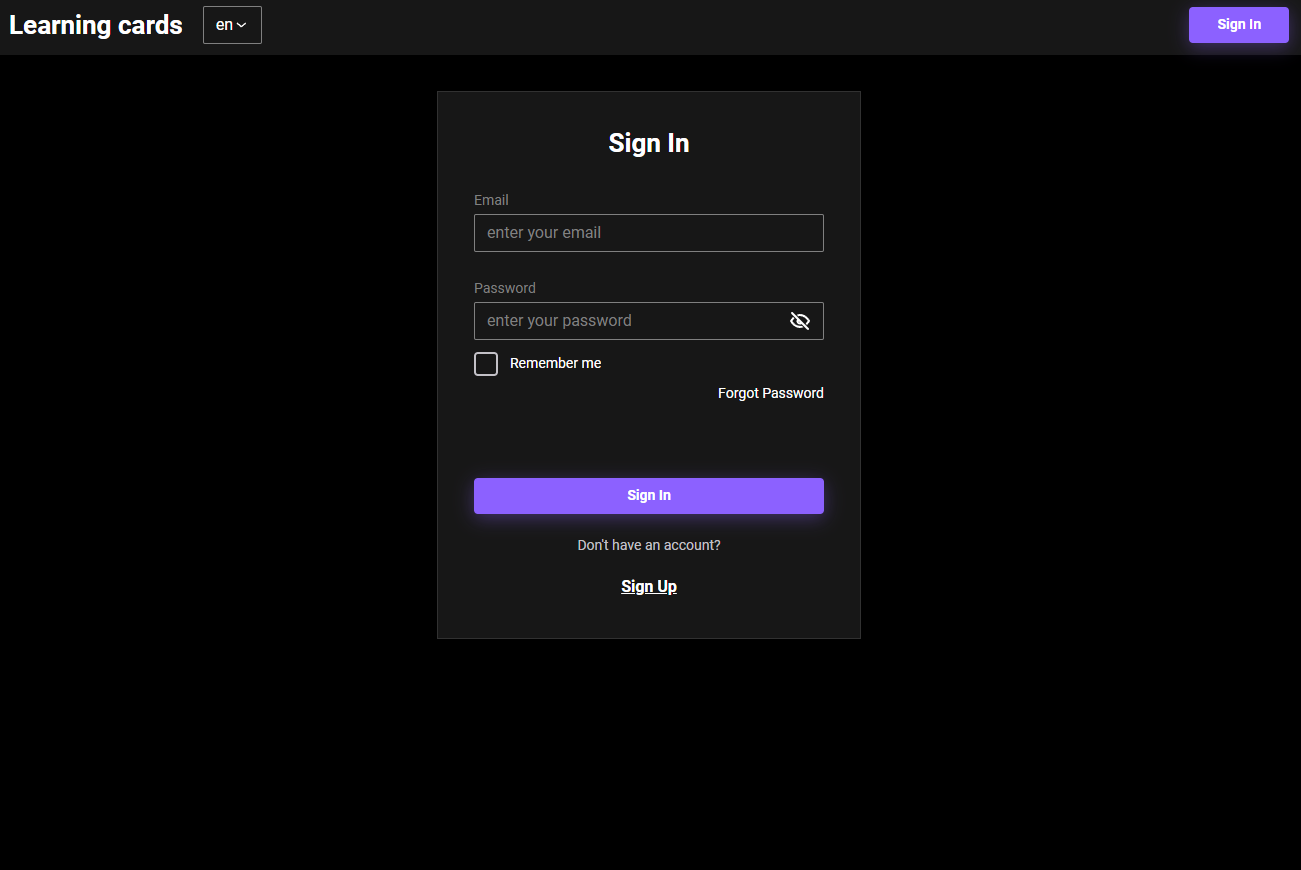 Learning cards en Sign In
Sign In
Email
enter your email
Password
enter your password
Remember me
Forgot Password
Sign In
Don't have an account?
Sign Up